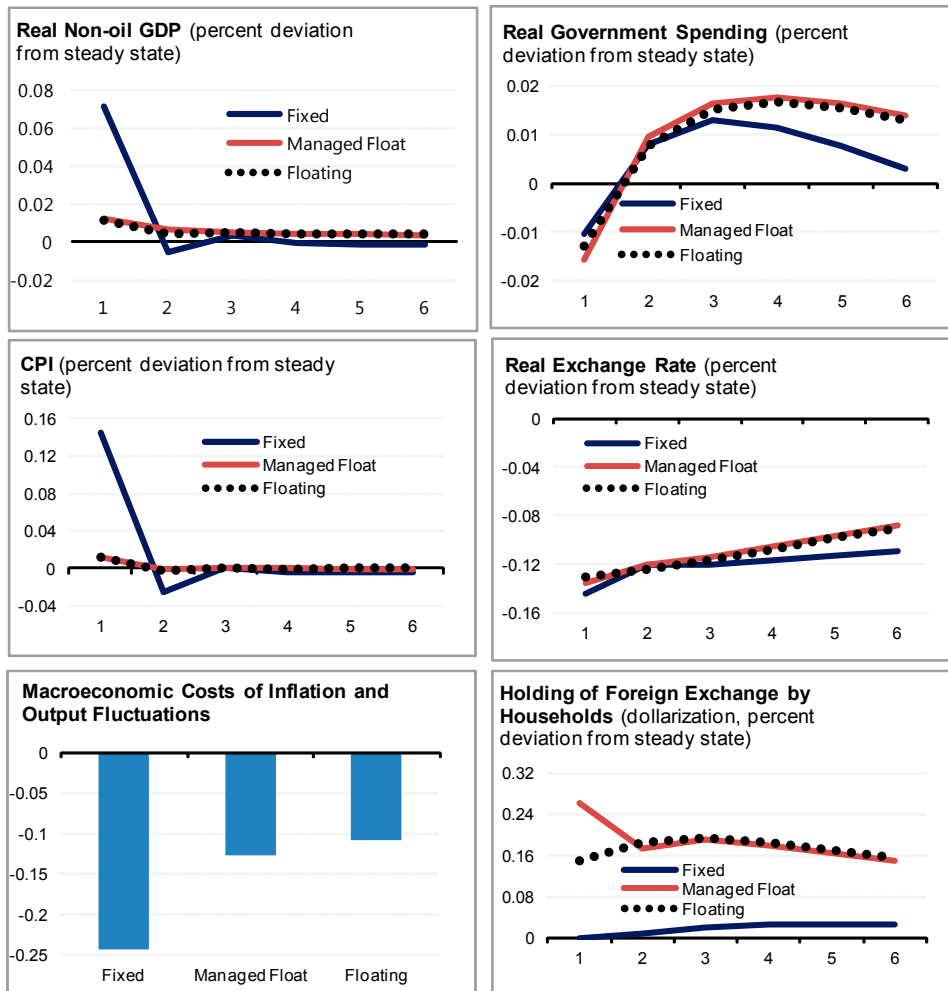 Real Non-oil GDP (percent deviation
from steady state)
0.08
0.06
0.04
0.02
0
-0.02
Fixed
Managed Float
Floating
1 2 3 4 5 6
Real Government Spending (percent
deviation from steady state)
0.02
0.01
0
-0.01
-0.02
Fixed
Managed Float
Floating
1 2 3 4 5 6
CPI (percent deviation from steady
state)
0.16
0.12
0.08
0.04
0
-0.04
Fixed
Managed Float
Floating
1 2 3 4 5 6
Real Exchange Rate (percent
deviation from steady state)
0
-0.04
-0.08
-0.12
-0.16
Fixed
Managed Float
Floating
1 2 3 4 5 6
Macroeconomic Costs of Inflation and
Output Fluctuations
0
-0.05
-0.1
-0.15
-0.2
-0.25
Fixed Managed Float Floating
Holding of Foreign Exchange by
Households (dollarization, percent
deviation from steady state)
0.32
0.24
0.16
0.08
0
Fixed
Managed Float
Floating
1 2 3 4 5 6